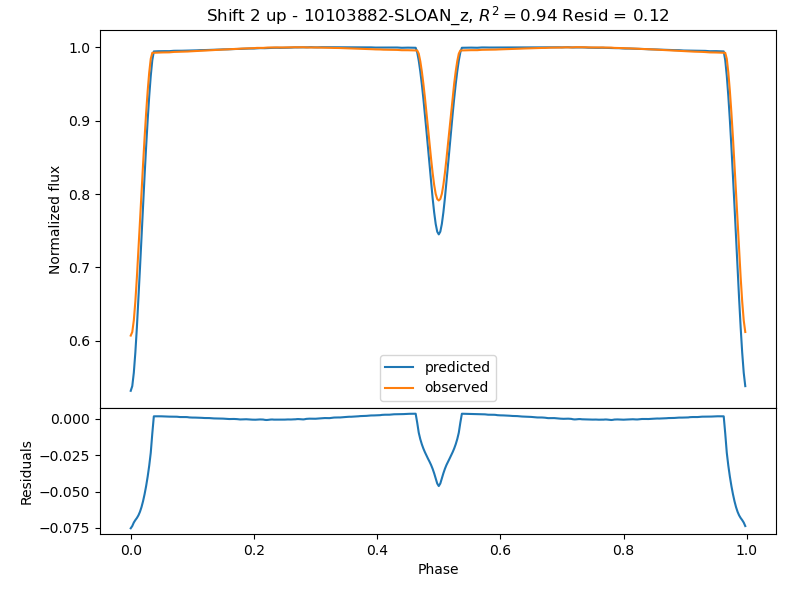 Shift 2 up - 10103882-SLOAN_z, R² = 0.94 Resid = 0.12
1.0
0.9
0.8
0.7
0.6
Normalized flux
predicted
observed
0.000
−0.025
−0.050
−0.075
Residuals
0.0 0.2 0.4 0.6 0.8 1.0
Phase